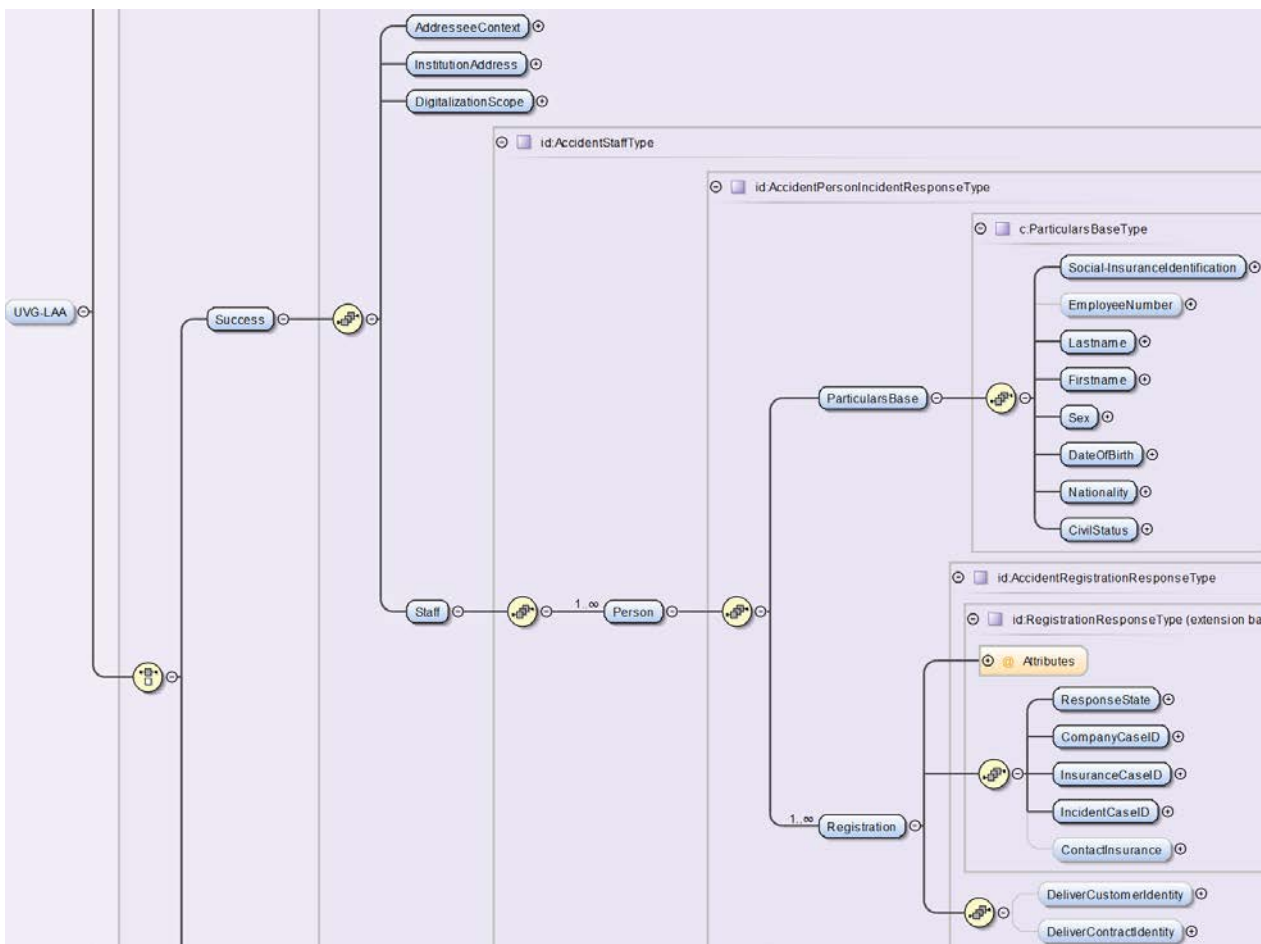 AddresseeContext
InstitutionAddress
DigitalizationScope
id:AccidentStaffType
id:AccidentPersonIncidentResponseType
c:ParticularsBaseType
Social-InsuranceIdentification
EmployeeNumber
UVG-LAA
Success
Lastname
Firstname
ParticularsBase
Sex
DateOfBirth
Nationality
CivilStatus
id:AccidentRegistrationResponseType
Staff
1..∞
Person
id:RegistrationResponseType (extension ba
@ Attributes
ResponseState
CompanyCaseID
InsuranceCaseID
IncidentCaseID
1..∞
Registration
ContactInsurance
DeliverCustomerIdentity
DeliverContractIdentity